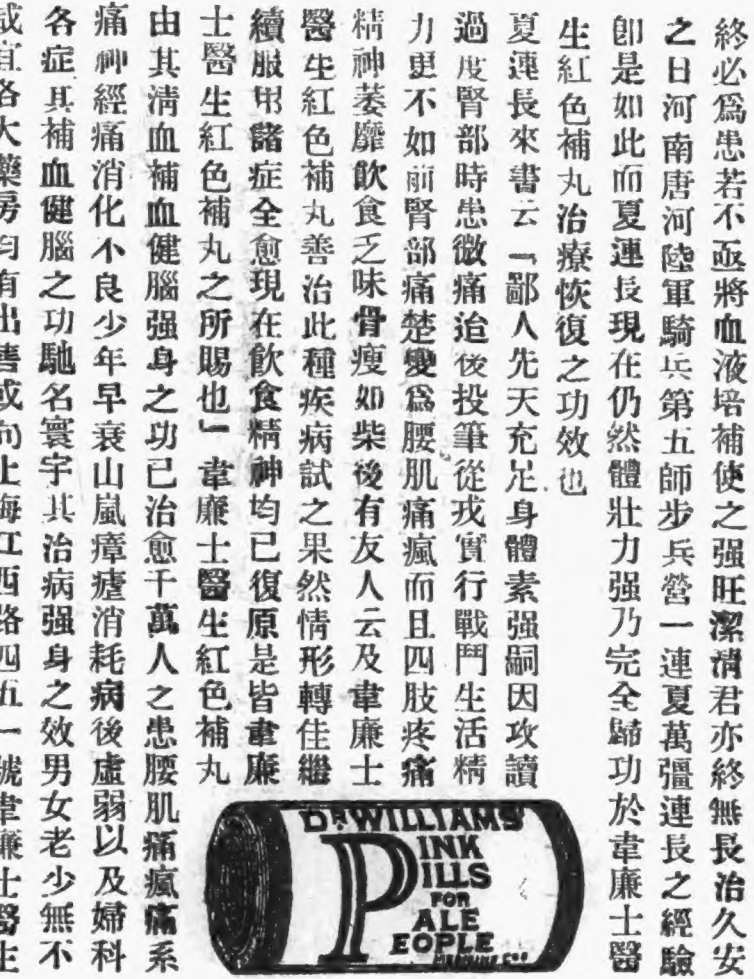 終必爲患若不亟將血液培補使之强旺潔淸君亦終無長治久安
之日河南唐河陸軍騎兵第五師步兵營一連夏萬彊連長之經驗
卽是如此而夏連長現在仍然體壯力强乃完全歸功於韋廉士醫
生紅色補丸治療恢復之功效也
夏連長來書云「鄙人先天充足身體素强嗣因攻讀
過度腎部時患微痛迨後投筆從戎實行戰鬥生活精
力更不如前腎部痛楚變爲腰肌痛瘋而且四肢疼痛
精神萎靡飮食乏味骨瘦如柴後有友人云及韋廉士
醫生紅色補丸善治此種疾病試之果然情形轉佳繼
續服用諸症全愈現在飮食精神均已復原是皆韋廉
士醫生紅色補丸之所賜也」韋廉士醫生紅色補丸
由其淸血補血健腦强身之功已治愈千萬人之患腰肌痛瘋痛系
痛神經痛消化不良少年早衰山嵐瘴瘧消耗病後虛弱以及婦科
各症其補血健腦之功馳名寰宇其治病强身之效男女老少無不
咸宜各大藥房均有出售或向上海江西路四五一號韋廉士醫生
DR WILLIAMS
PINK
PILLS
FOR
PALE
PEOPLE